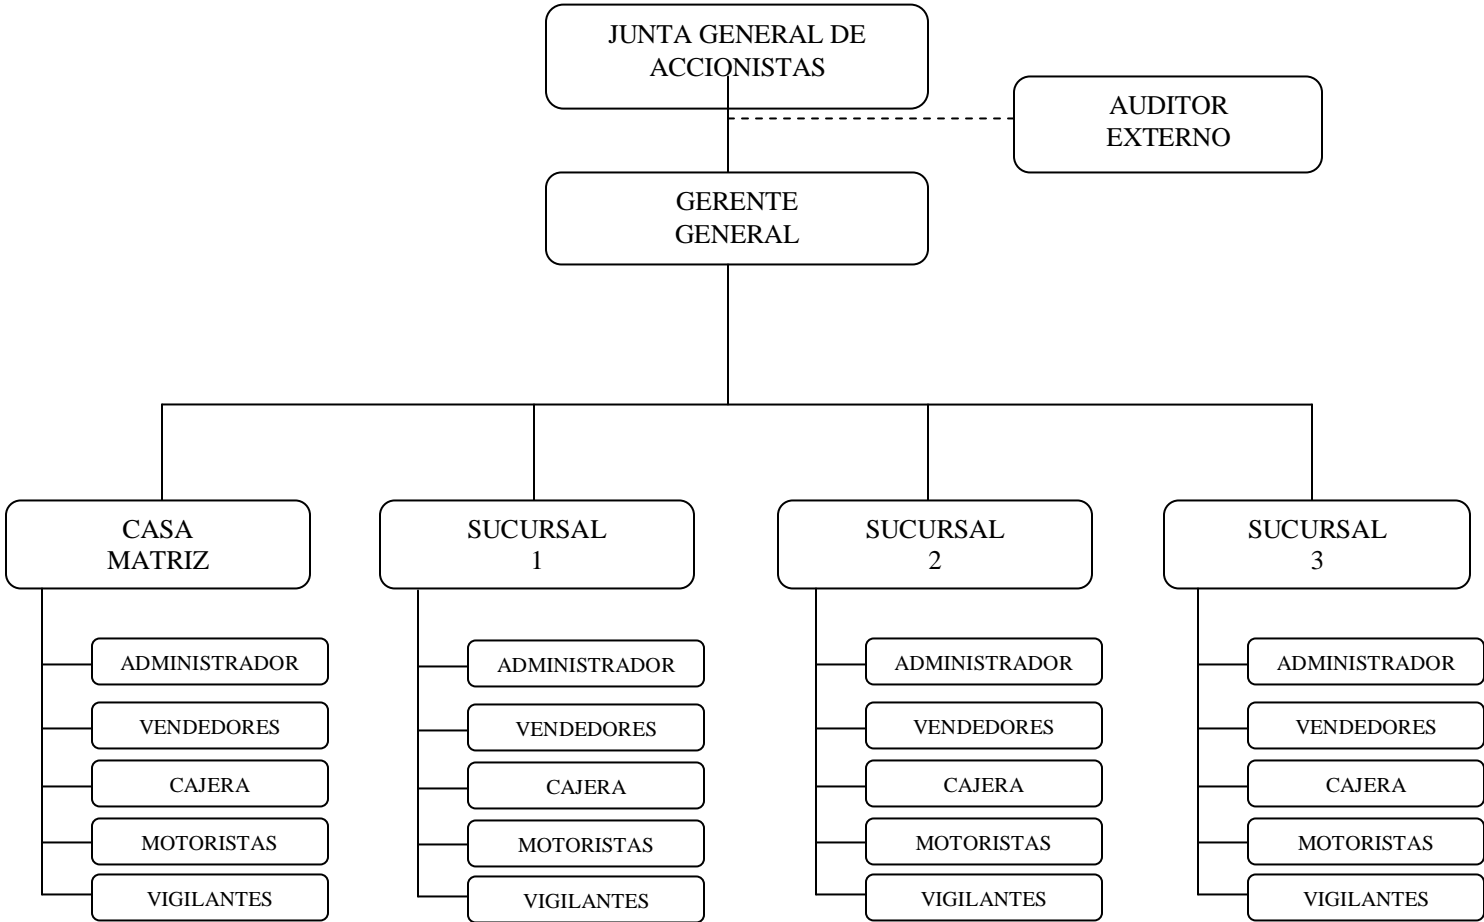 JUNTA GENERAL DE
ACCIONISTAS
AUDITOR
EXTERNO
GERENTE
GENERAL
CASA
MATRIZ
SUCURSAL
1
SUCURSAL
2
SUCURSAL
3
ADMINISTRADOR
VENDEDORES
CAJERA
MOTORISTAS
VIGILANTES
ADMINISTRADOR
VENDEDORES
CAJERA
MOTORISTAS
VIGILANTES
ADMINISTRADOR
VENDEDORES
CAJERA
MOTORISTAS
VIGILANTES
ADMINISTRADOR
VENDEDORES
CAJERA
MOTORISTAS
VIGILANTES